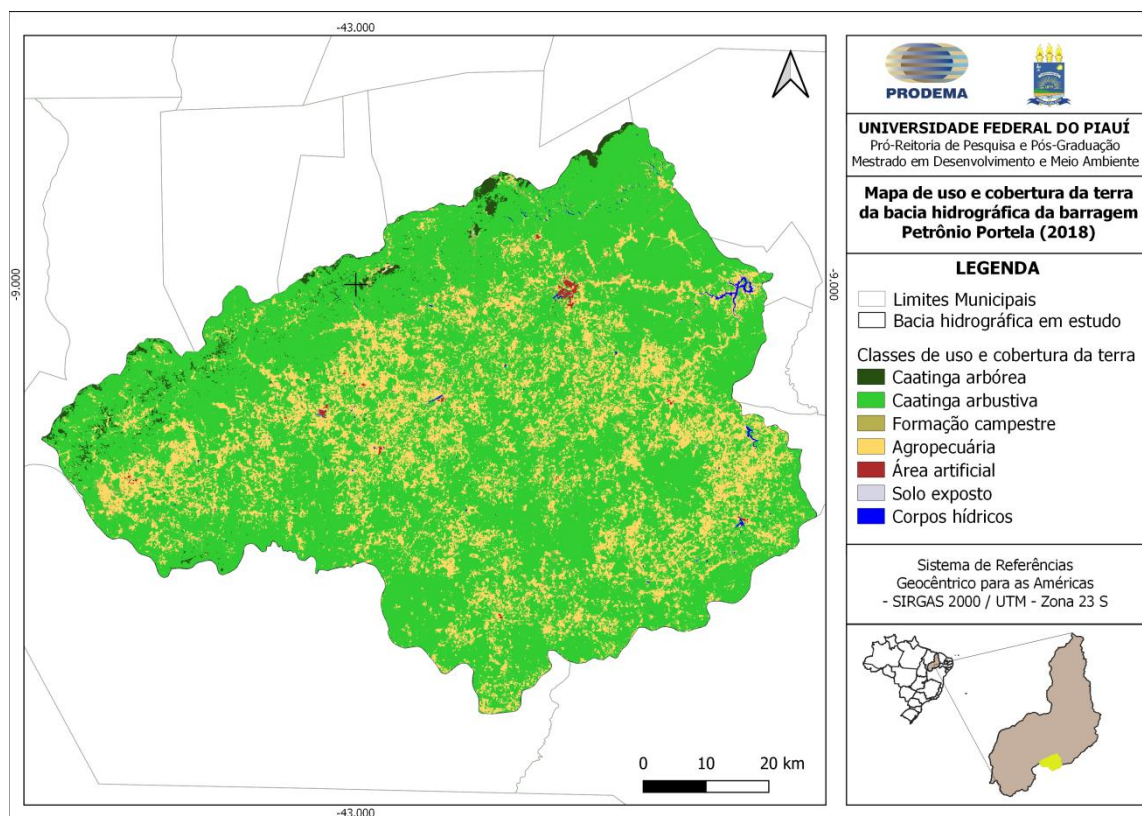 -43.000
-9.000
-9.000
-43.000
0 10 20 km
PRODEMA
UNIVERSIDADE FEDERAL DO PIAUÍ
Pró-Reitoria de Pesquisa e Pós-Graduação
Mestrado em Desenvolvimento e Meio Ambiente
Mapa de uso e cobertura da terra
da bacia hidrográfica da barragem
Petrônio Portela (2018)
LEGENDA
Limites Municipais
Bacia hidrográfica em estudo
Classes de uso e cobertura da terra
Caatinga arbórea
Caatinga arbustiva
Formação campestre
Agropecuária
Área artificial
Solo exposto
Corpos hídricos
Sistema de Referências
Geocêntrico para as Américas
- SIRGAS 2000 / UTM - Zona 23 S